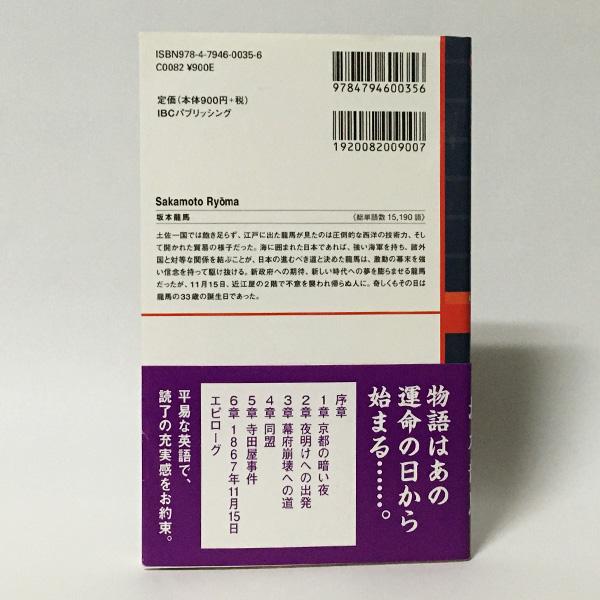 ISBN978-4-7946-0035-6
C0082 ¥900E
定価(本体900円+税)
IBCパブリッシング
9784794600356
1920082009007
Sakamoto Ryōma
坂本龍馬
《総単語数 15,190 語》
土佐一国では飽き足らず、江戸に出た龍馬が見たのは圧倒的な西洋の技術力、そし
て開かれた貿易の様子だった。海に囲まれた日本であれば、強い海軍を持ち、諸外
国と対等な関係を結ぶことが、日本の進むべき道と決めた龍馬は、激動の幕末を強
い信念を持って駆け抜ける。新政府への期待、新しい時代への夢を膨らませる龍馬
だったが、11月15日、近江屋の2階で不意を襲われ帰らぬ人に。奇しくもその日は
龍馬の33歳の誕生日であった。
物語はあの
運命の日から
始まる……。
序章
1章 京都の暗い夜
2章 夜明けへの出発
3章 幕府崩壊への道
4章 同盟
5章 寺田屋事件
6章 1867年11月15日
エピローグ
平易な英語で、
読了の充実感をお約束。